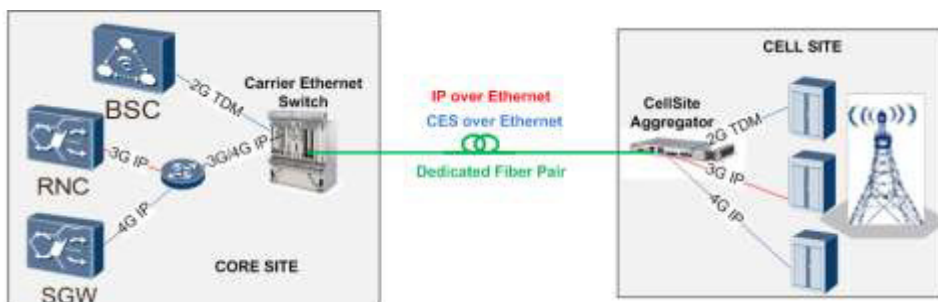 BSC
2G TDM
Carrier Ethernet
Switch
RNC
3G IP
3G/4G IP
4G IP
SGW
CORE SITE
IP over Ethernet
CES over Ethernet
Dedicated Fiber Pair
CELL SITE
CellSite
Aggregator
2G TDM
3G IP
4G IP